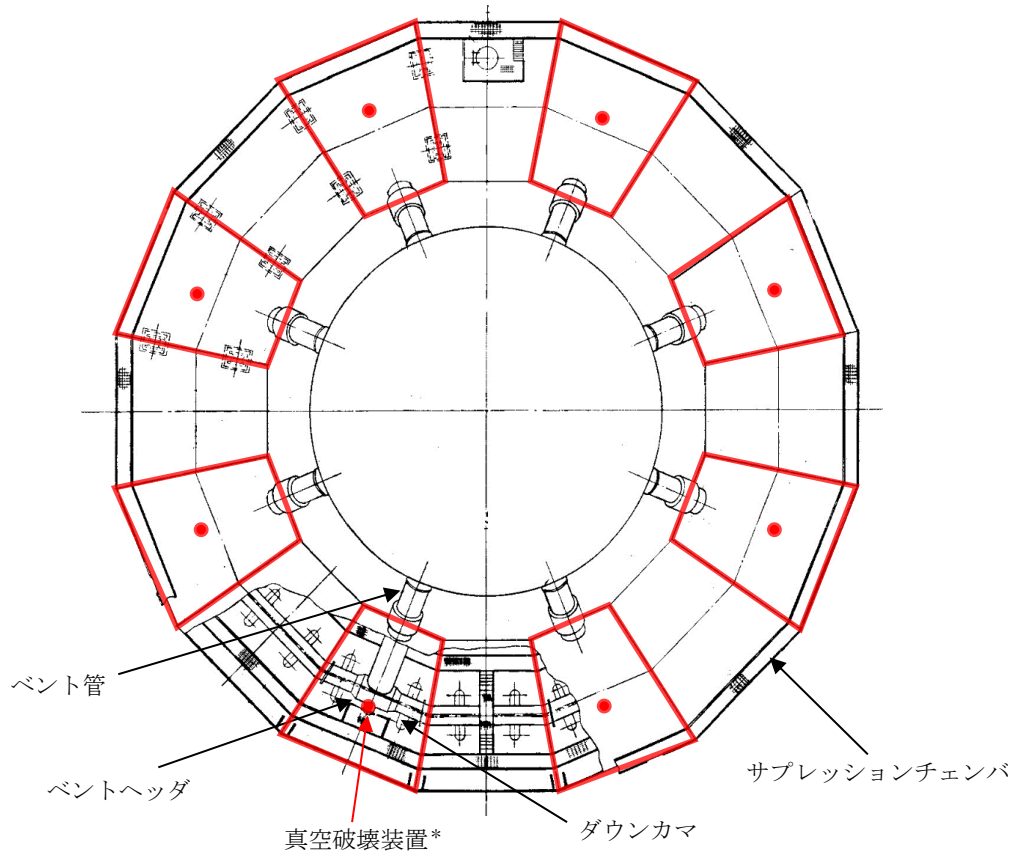 ベント管
ベントヘッダ
真空破壊装置*
ダウンカマ
サプレッションチェンバ